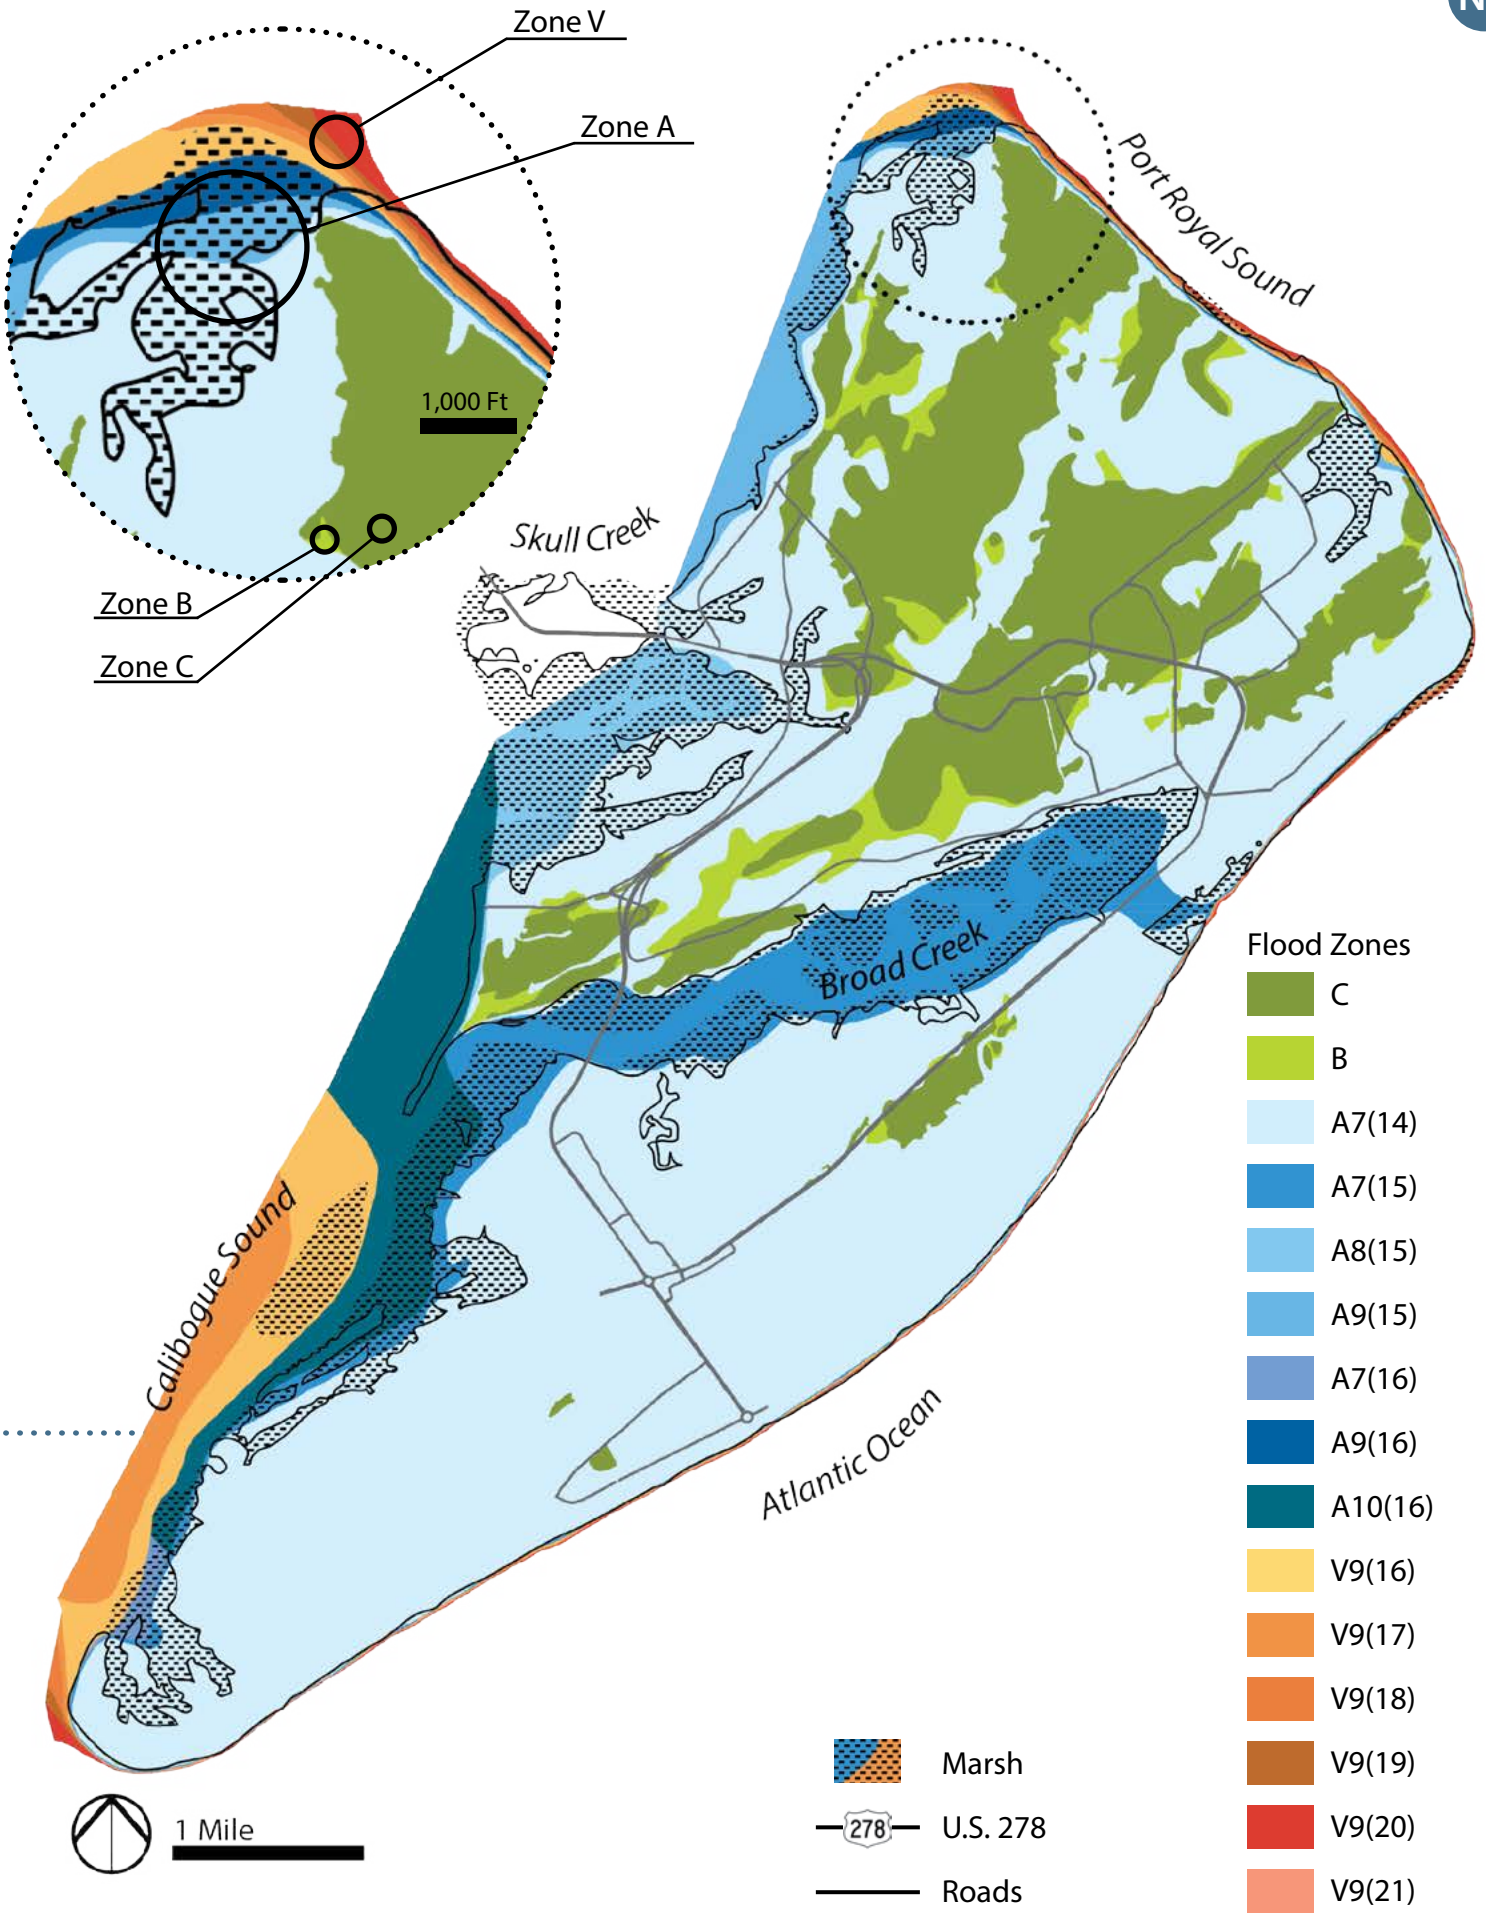 N
Zone V
Zone A
Port Royal Sound
1,000 Ft
Skull Creek
Zone B
Zone C
Broad Creek
Calibogue Sound
Atlantic Ocean
Flood Zones
C
B
A7(14)
A7(15)
A8(15)
A9(15)
A7(16)
A9(16)
A10(16)
V9(16)
V9(17)
V9(18)
V9(19)
V9(20)
V9(21)
Marsh
278 U.S. 278
Roads
1 Mile